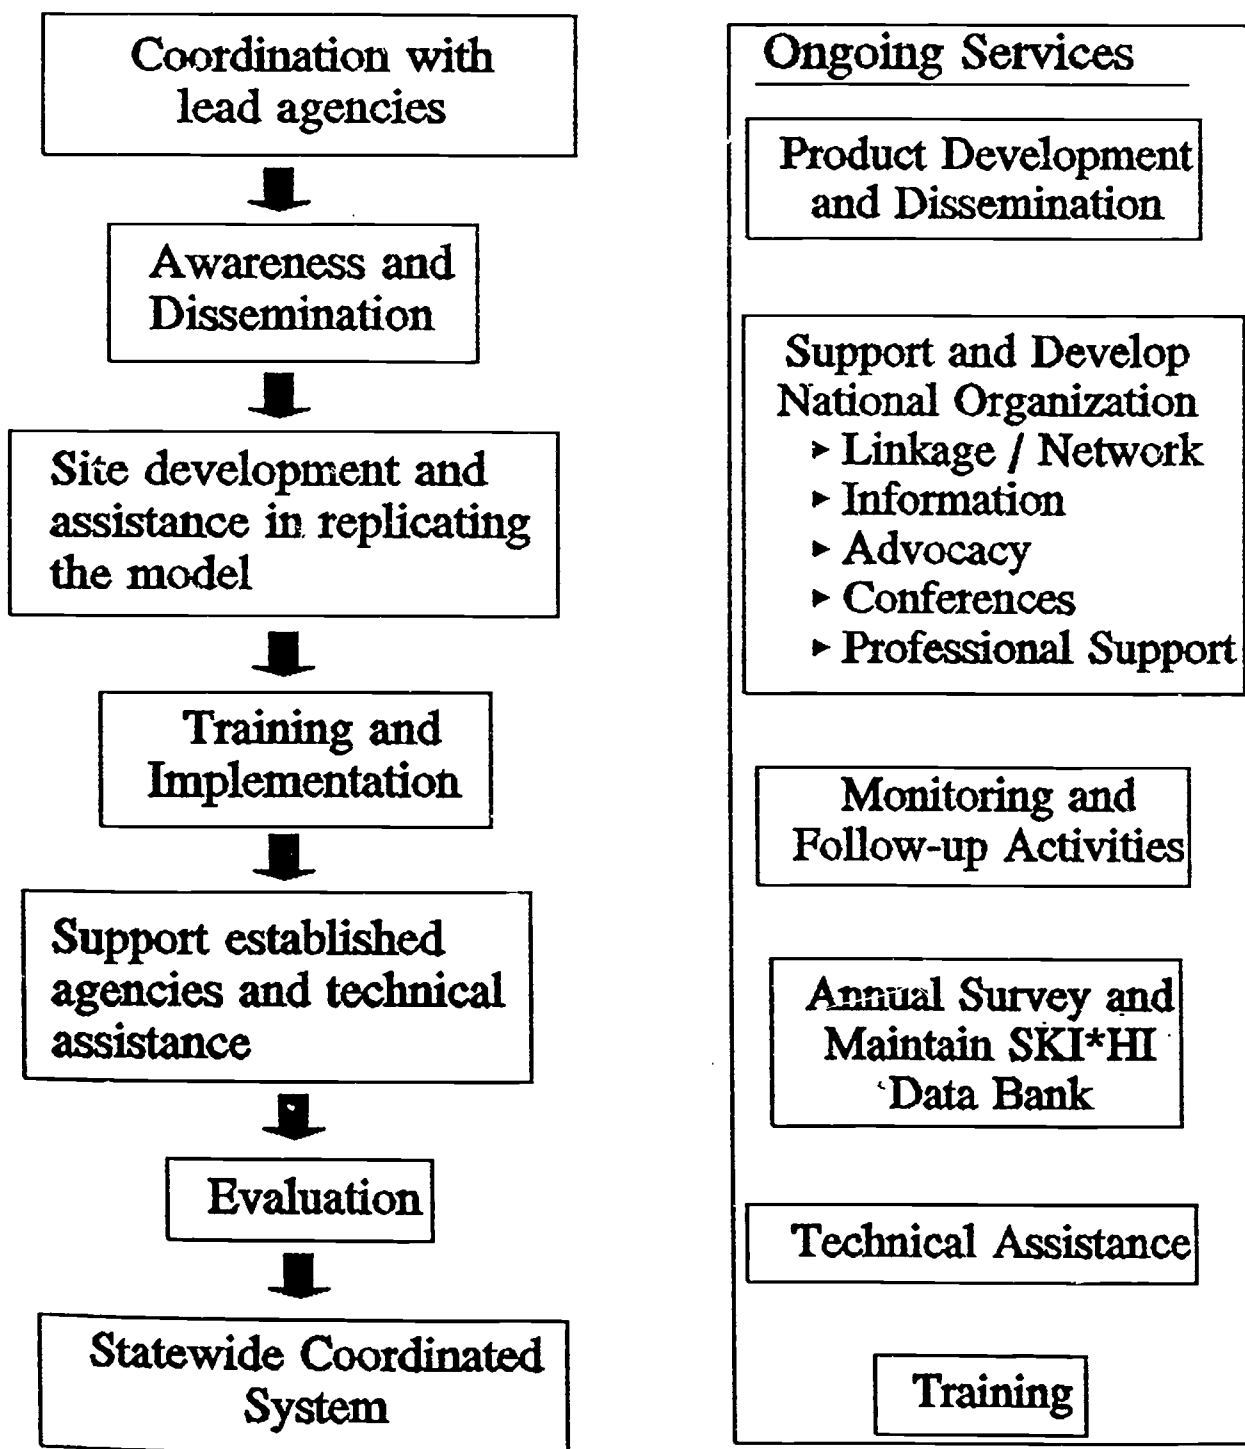 Coordination with
lead agencies
Awareness and
Dissemination
Site development and
assistance in replicating
the model
Training and
Implementation
Support established
agencies and technical
assistance
Evaluation
Statewide Coordinated
System
Ongoing Services
Product Development
and Dissemination
Support and Develop
National Organization
▸ Linkage / Network
▸ Information
▸ Advocacy
▸ Conferences
▸ Professional Support
Monitoring and
Follow-up Activities
Annual Survey and
Maintain SKI*HI
Data Bank
Technical Assistance
Training